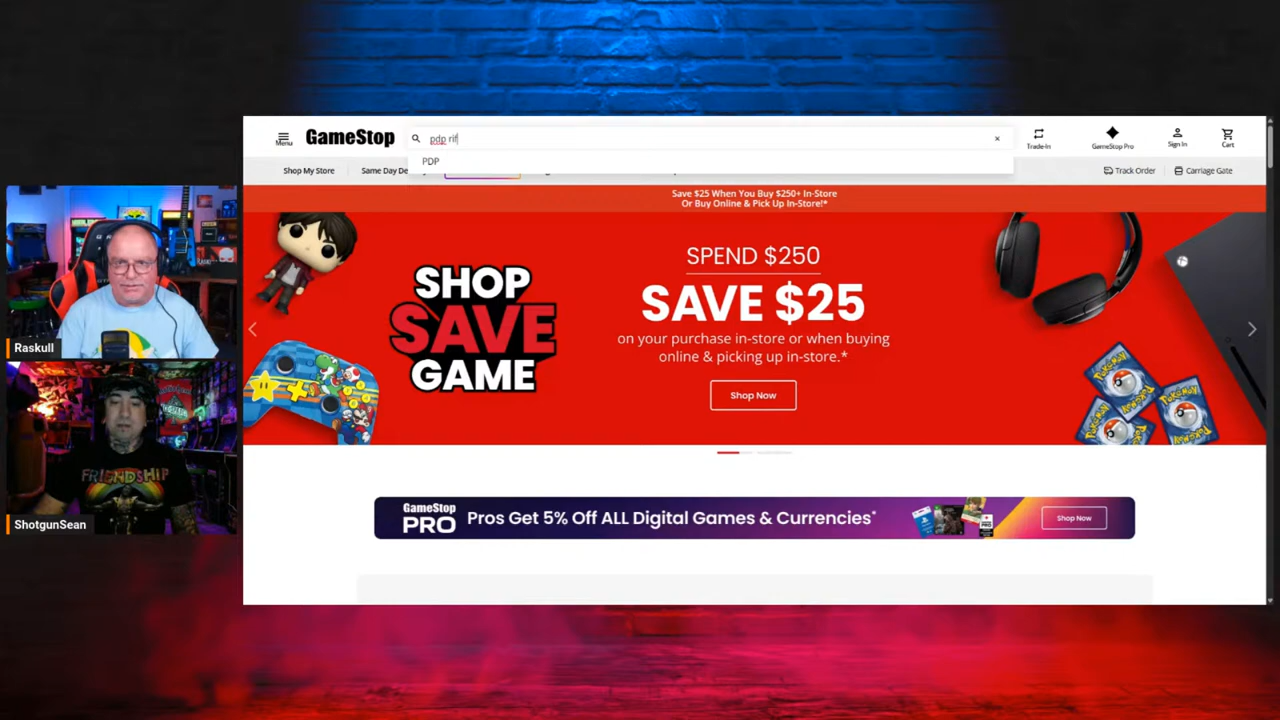 Menu
GameStop
pdp rif
Trade-In
GameStop Pro
Sign In
Cart
PDP
Shop My Store
Same Day De
Track Order
Carriage Gate
Save $25 When You Buy $250+ In-Store
Or Buy Online & Pick Up In-Store!*
SHOP
SAVE
GAME
SPEND $250
SAVE $25
on your purchase in-store or when buying
online & picking up in-store.*
Shop Now
GameStop
PRO
Pros Get 5% Off ALL Digital Games & Currencies*
Shop Now
Raskull
FRIENDSHIP
ShotgunSean